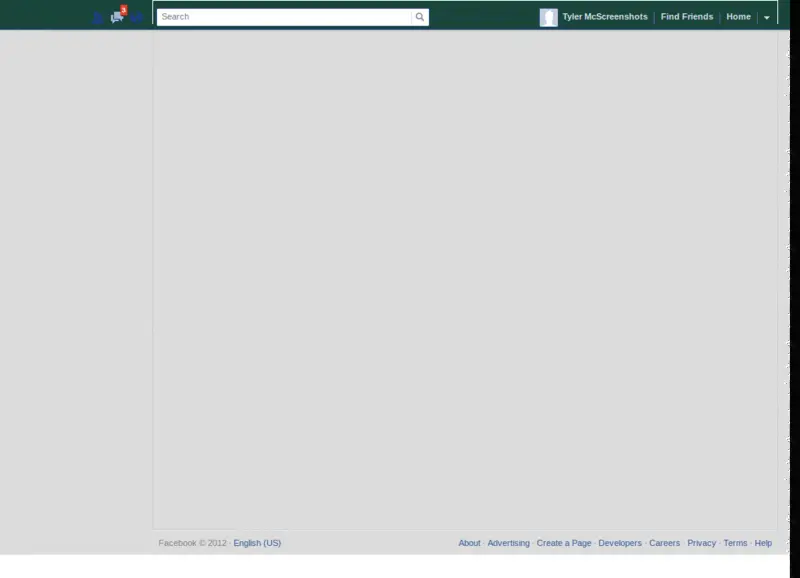 3
Search
Tyler McScreenshots Find Friends Home
Facebook © 2012 · English (US)
About · Advertising · Create a Page · Developers · Careers · Privacy · Terms · Help